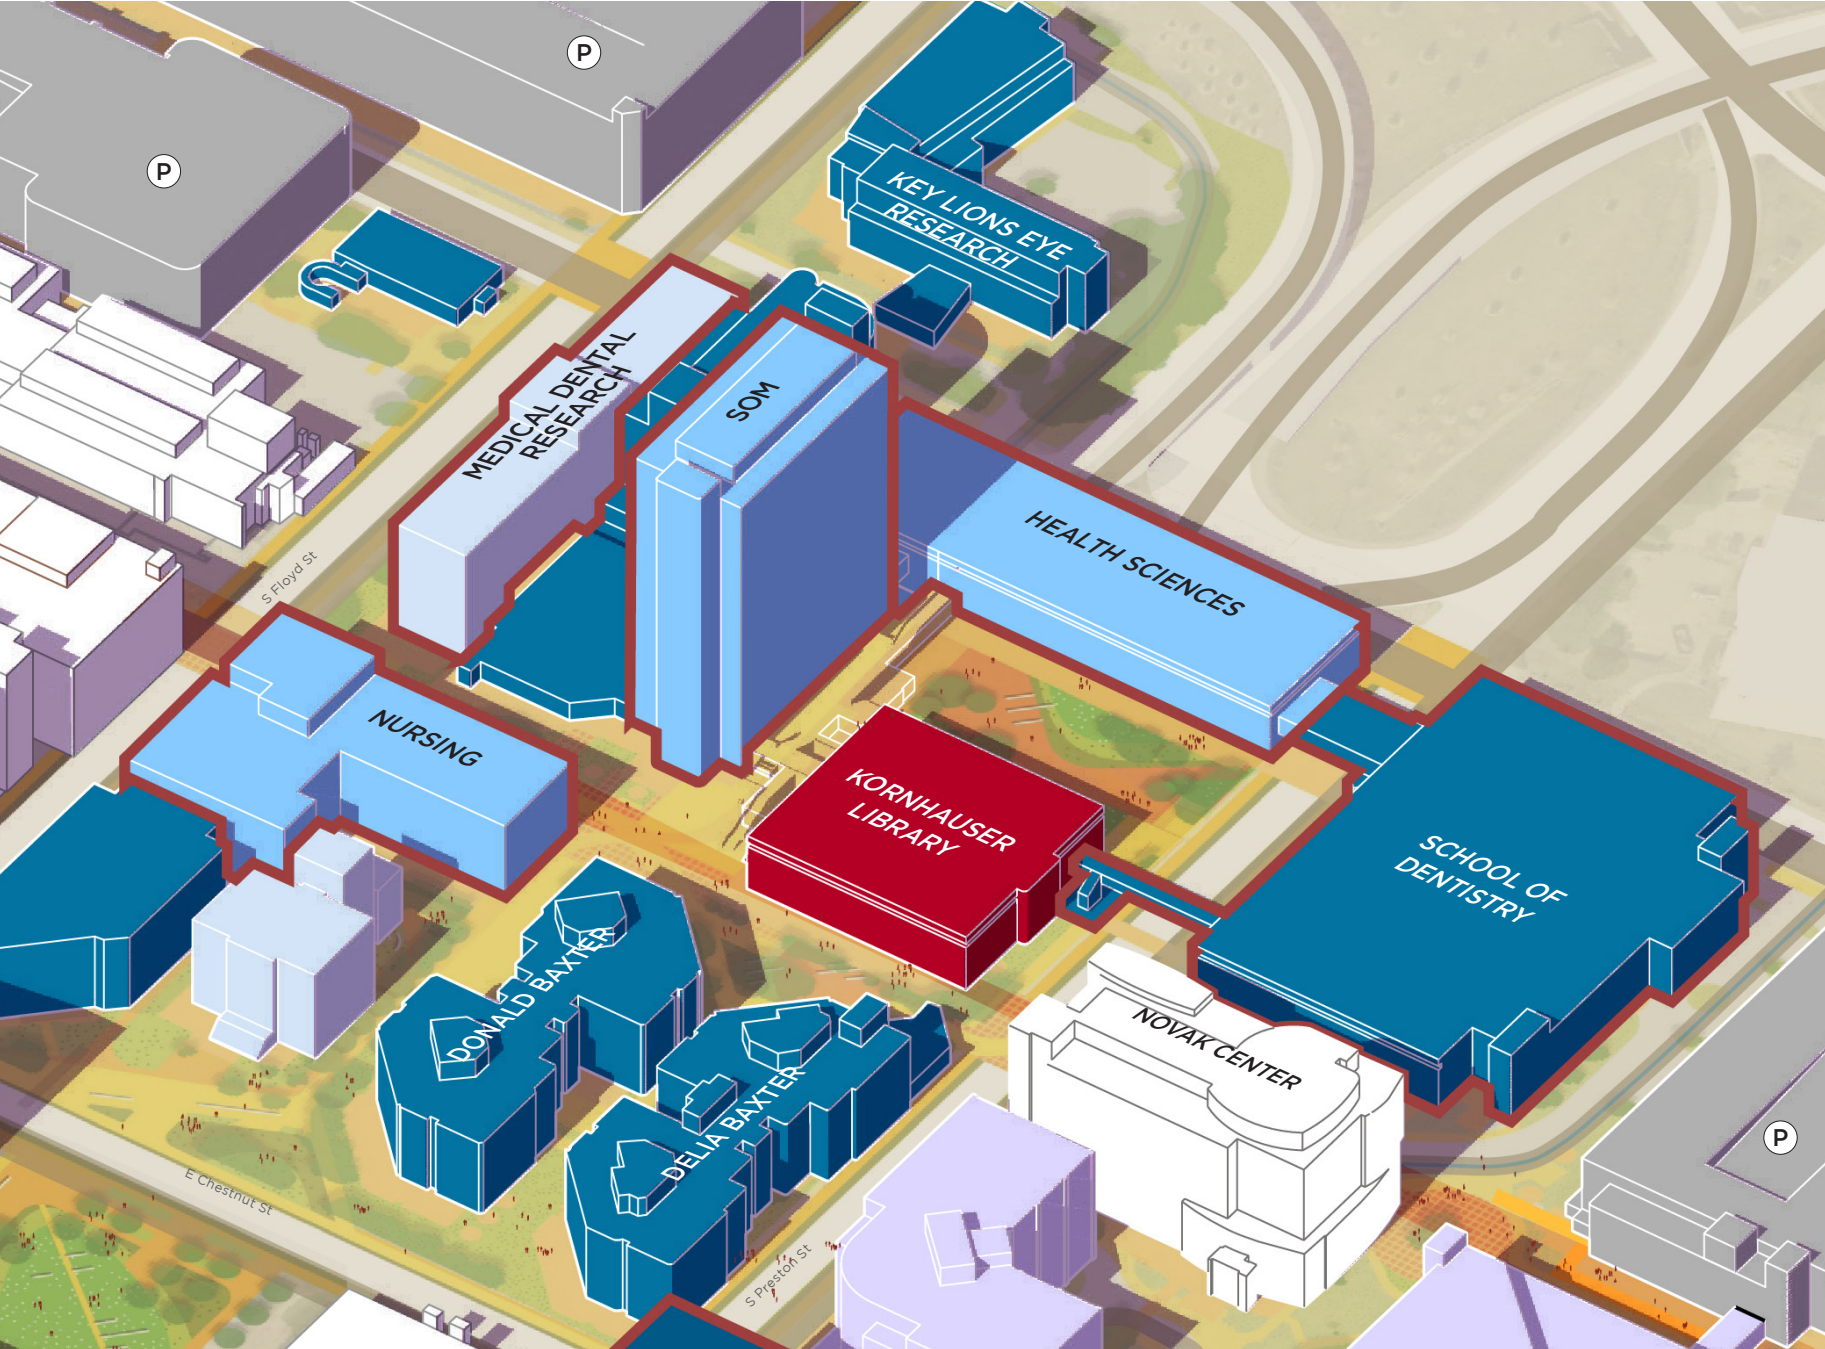 P
P
KEY LIONS EYE
RESEARCH
MEDICAL DENTAL
RESEARCH
SOM
HEALTH SCIENCES
S Floyd St
NURSING
KORNHAUSER
LIBRARY
SCHOOL OF
DENTISTRY
DONALD BAXTER
NOVAK CENTER
DELIA BAXTER
P
E Chestnut St
S Preston St